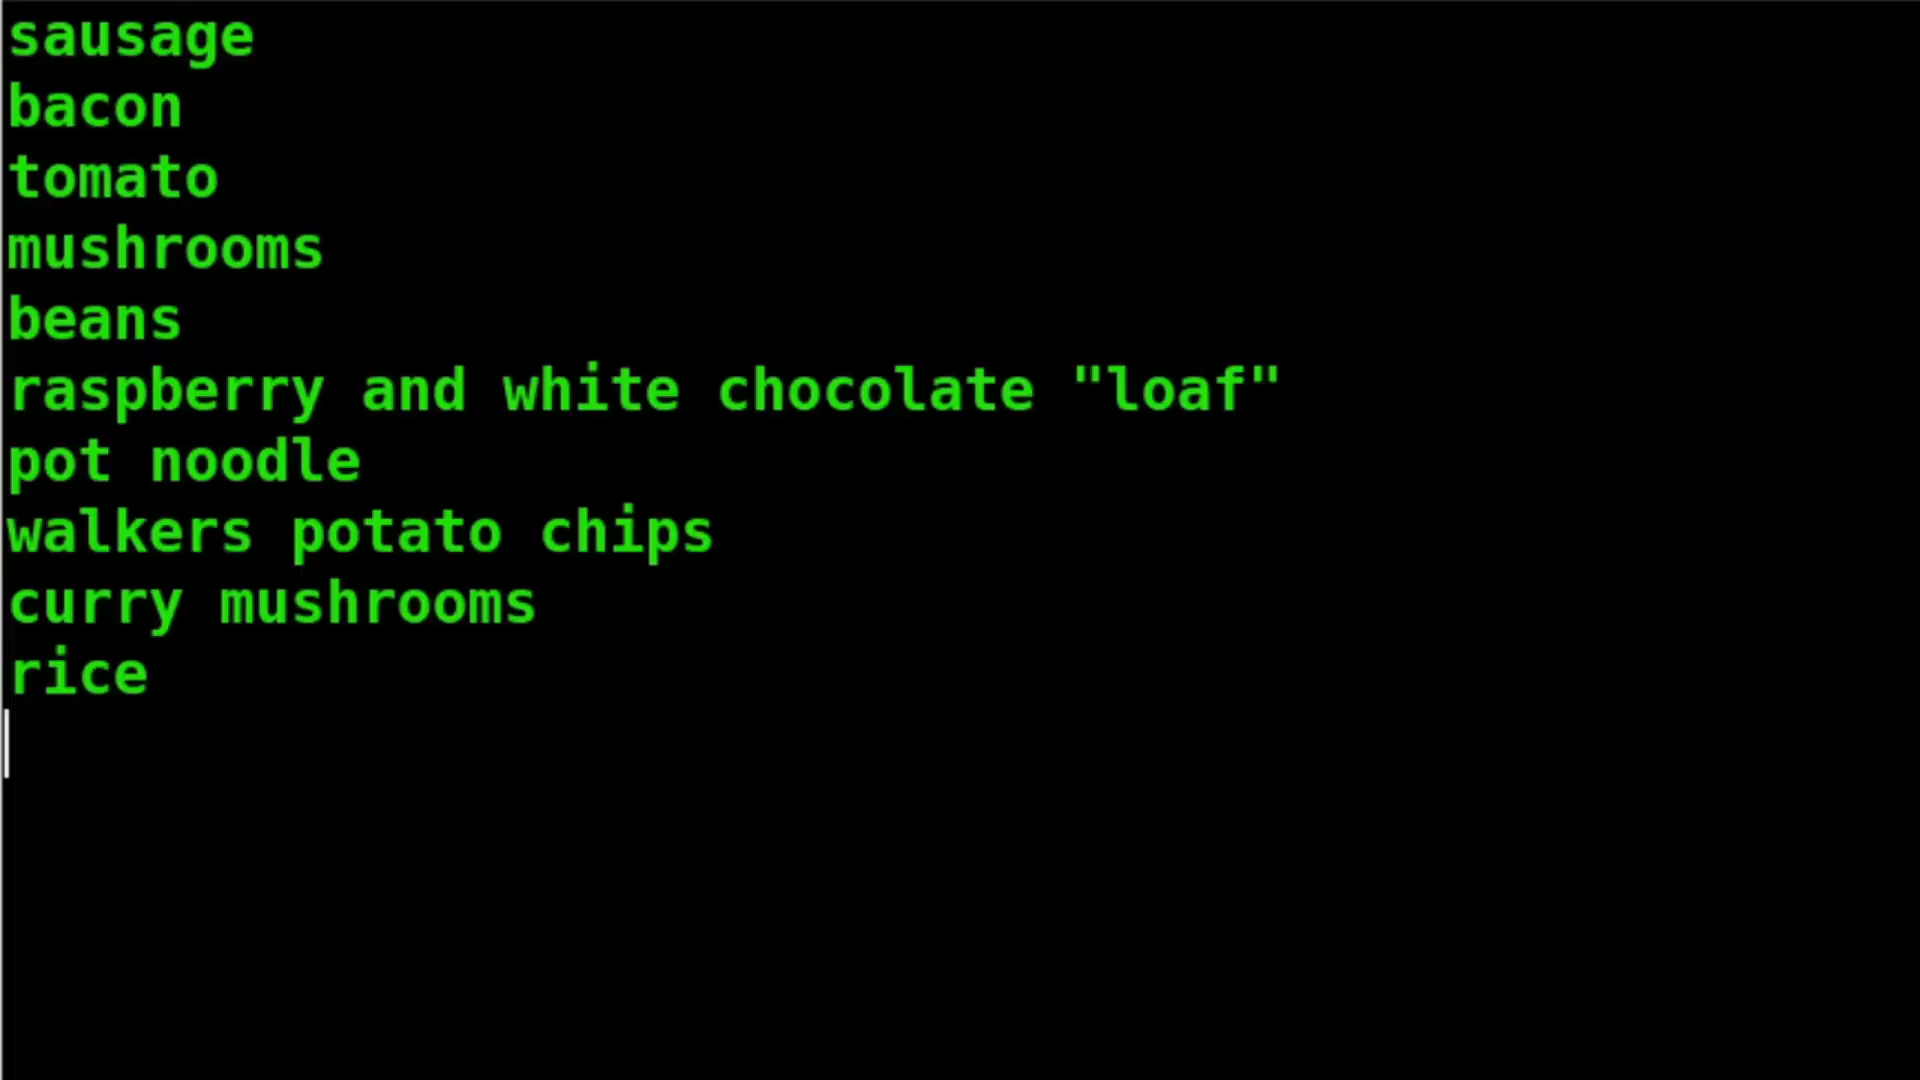 sausage
bacon
tomato
mushrooms
beans
raspberry and white chocolate "loaf"
pot noodle
walkers potato chips
curry mushrooms
rice